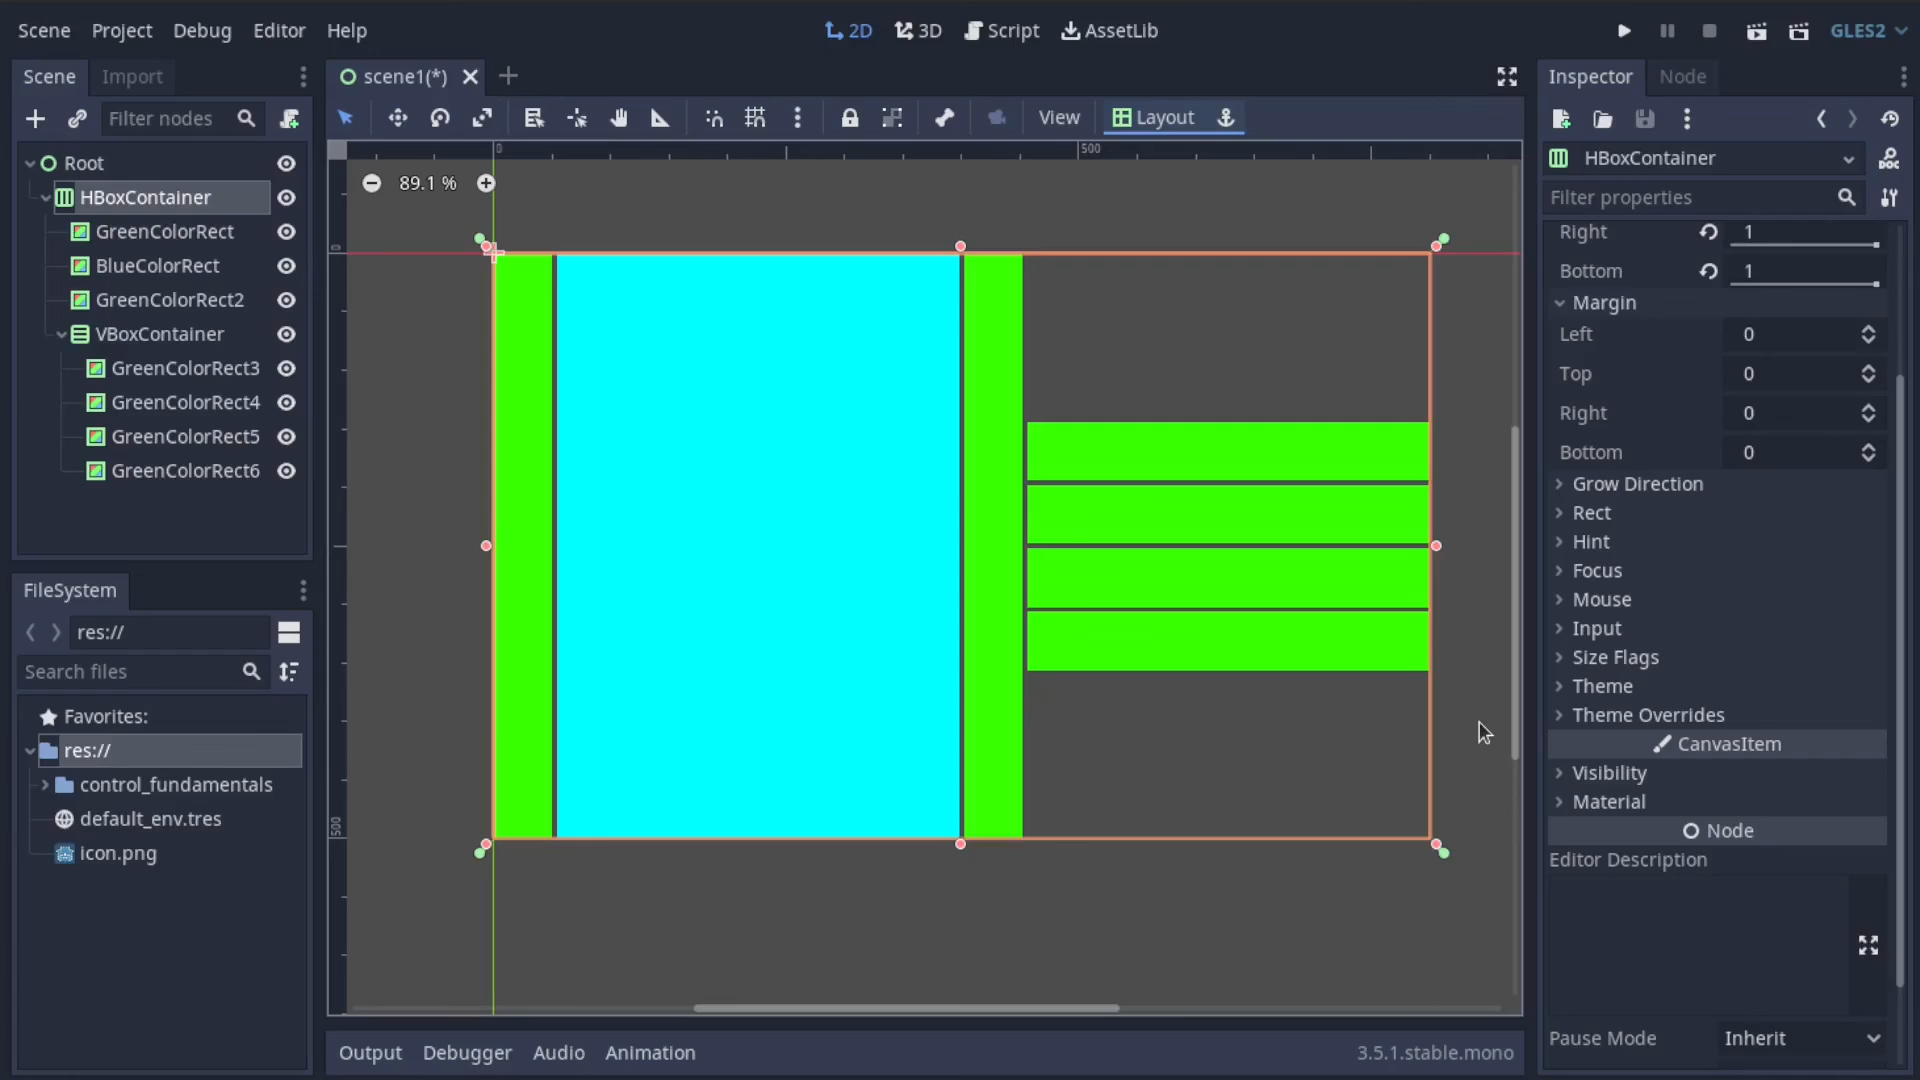 Scene Project Debug Editor Help
2D 3D Script AssetLib
GLES2
Scene Import
Filter nodes
Root
HBoxContainer
GreenColorRect
BlueColorRect
GreenColorRect2
VBoxContainer
GreenColorRect3
GreenColorRect4
GreenColorRect5
GreenColorRect6
FileSystem
res://
Search files
Favorites:
res://
control_fundamentals
default_env.tres
icon.png
scene1(*)
View Layout
0 500
89.1 %
0
500
Output Debugger Audio Animation 3.5.1.stable.mono
Inspector Node
HBoxContainer
DOC
Filter properties
Right 1
Bottom 1
Margin
Left 0
Top 0
Right 0
Bottom 0
Grow Direction
Rect
Hint
Focus
Mouse
Input
Size Flags
Theme
Theme Overrides
CanvasItem
Visibility
Material
Node
Editor Description
Pause Mode Inherit